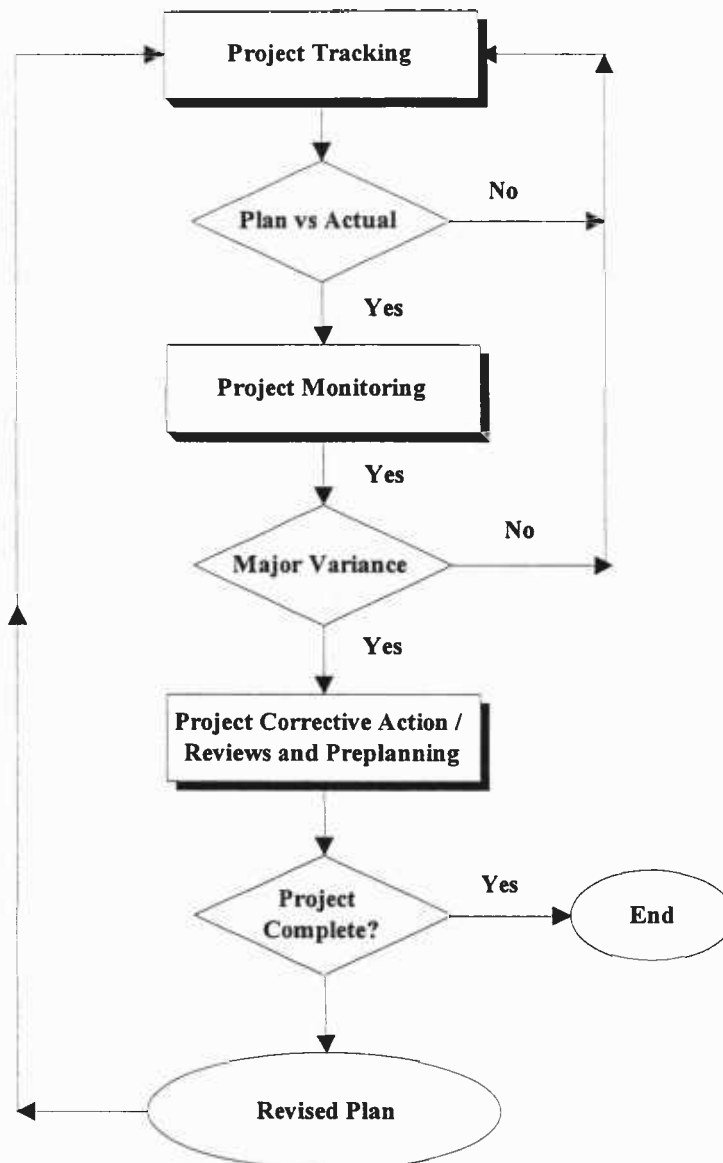 Project Tracking
No
Plan vs Actual
Yes
Project Monitoring
Yes
No
Major Variance
Yes
Project Corrective Action /
Reviews and Preplanning
Yes
Project
Complete?
End
Revised Plan